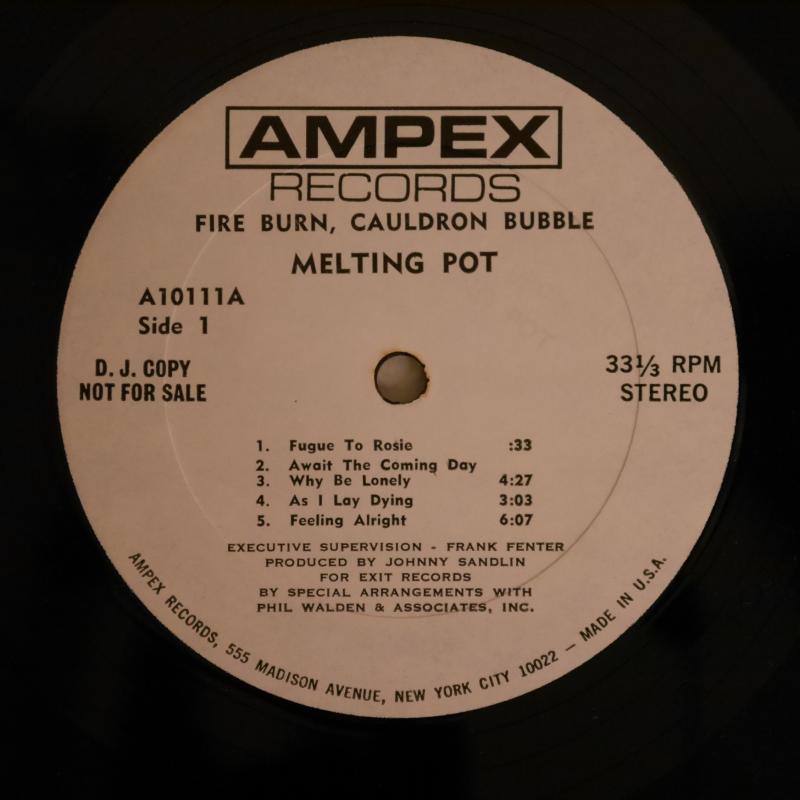 AMPEX
RECORDS
FIRE BURN, CAULDRON BUBBLE
MELTING POT
A10111A
Side 1
D. J. COPY
NOT FOR SALE
33⅓ RPM
STEREO
1. Fugue To Rosie :33
2. Await The Coming Day
3. Why Be Lonely 4:27
4. As I Lay Dying 3:03
5. Feeling Alright 6:07
EXECUTIVE SUPERVISION - FRANK FENTER
PRODUCED BY JOHNNY SANDLIN
FOR EXIT RECORDS
BY SPECIAL ARRANGEMENTS WITH
PHIL WALDEN & ASSOCIATES, INC.
AMPEX RECORDS, 555 MADISON AVENUE, NEW YORK CITY 10022 — MADE IN U.S.A.